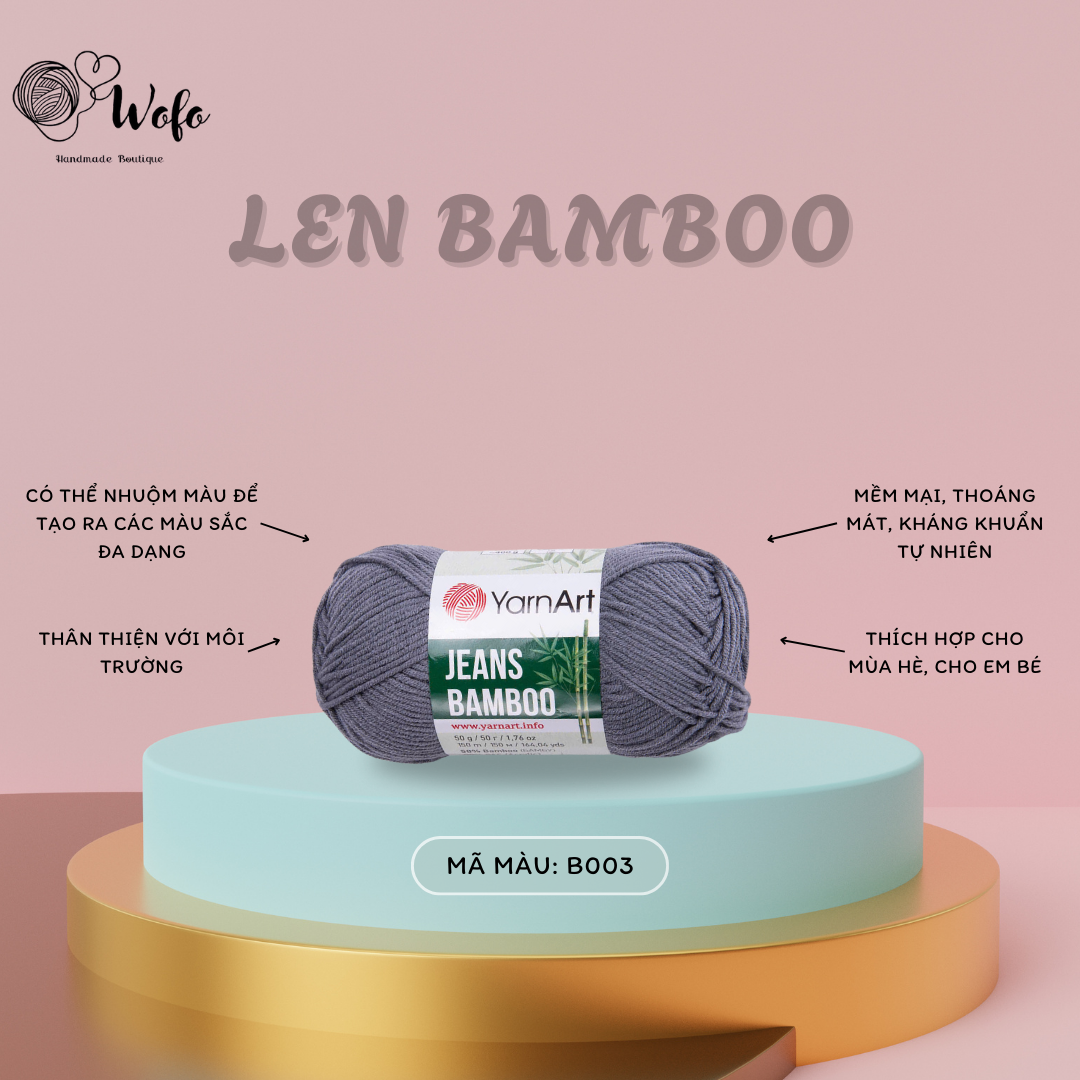 Wofo
Handmade Boutique
LEN BAMBOO
CÓ THỂ NHUỘM MÀU ĐỂ
TẠO RA CÁC MÀU SẮC
ĐA DẠNG
MỀM MẠI, THOÁNG
MÁT, KHÁNG KHUẨN
TỰ NHIÊN
THÂN THIỆN VỚI MÔI
TRƯỜNG
THÍCH HỢP CHO
MÙA HÈ, CHO EM BÉ
YarnArt
JEANS
BAMBOO
www.yarnart.info
50 g / 50 г / 1,76 oz
150 m / 150 м / 164,04 yds
50% Bamboo
MÃ MÀU: B003